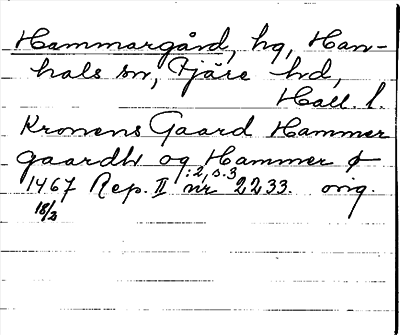 Hammargård, hg, Han-
hals sn, Fjäre hd,
Hall. l.
Kronens Gaard Hammer
gaardh og Hammer ø
1467 Rep. II :2, s. 3 nr 2233. orig.
18/2